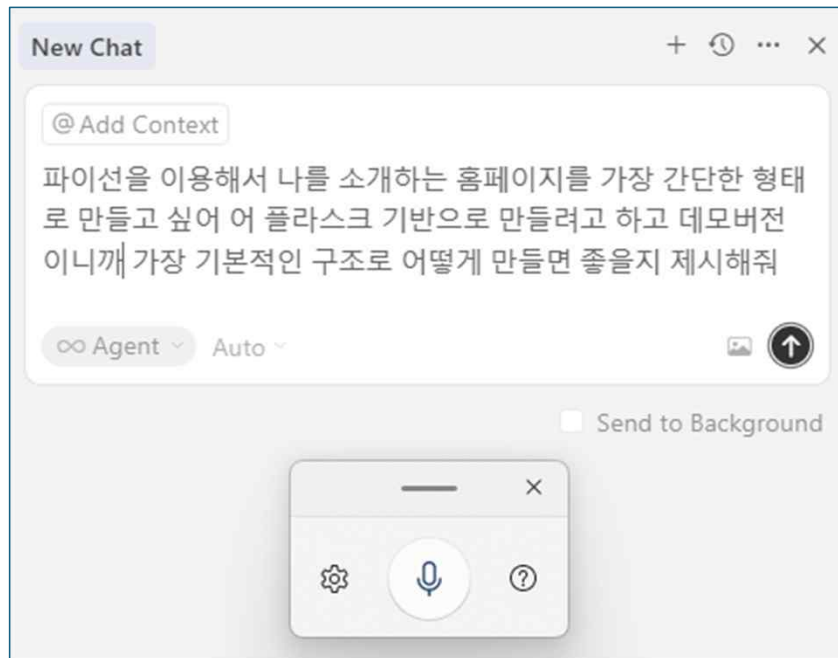 New Chat
@ Add Context
파이선을 이용해서 나를 소개하는 홈페이지를 가장 간단한 형태
로 만들고 싶어 어 플라스크 기반으로 만들려고 하고 데모버전
이니까 가장 기본적인 구조로 어떻게 만들면 좋을지 제시해줘
∞ Agent Auto
Send to Background